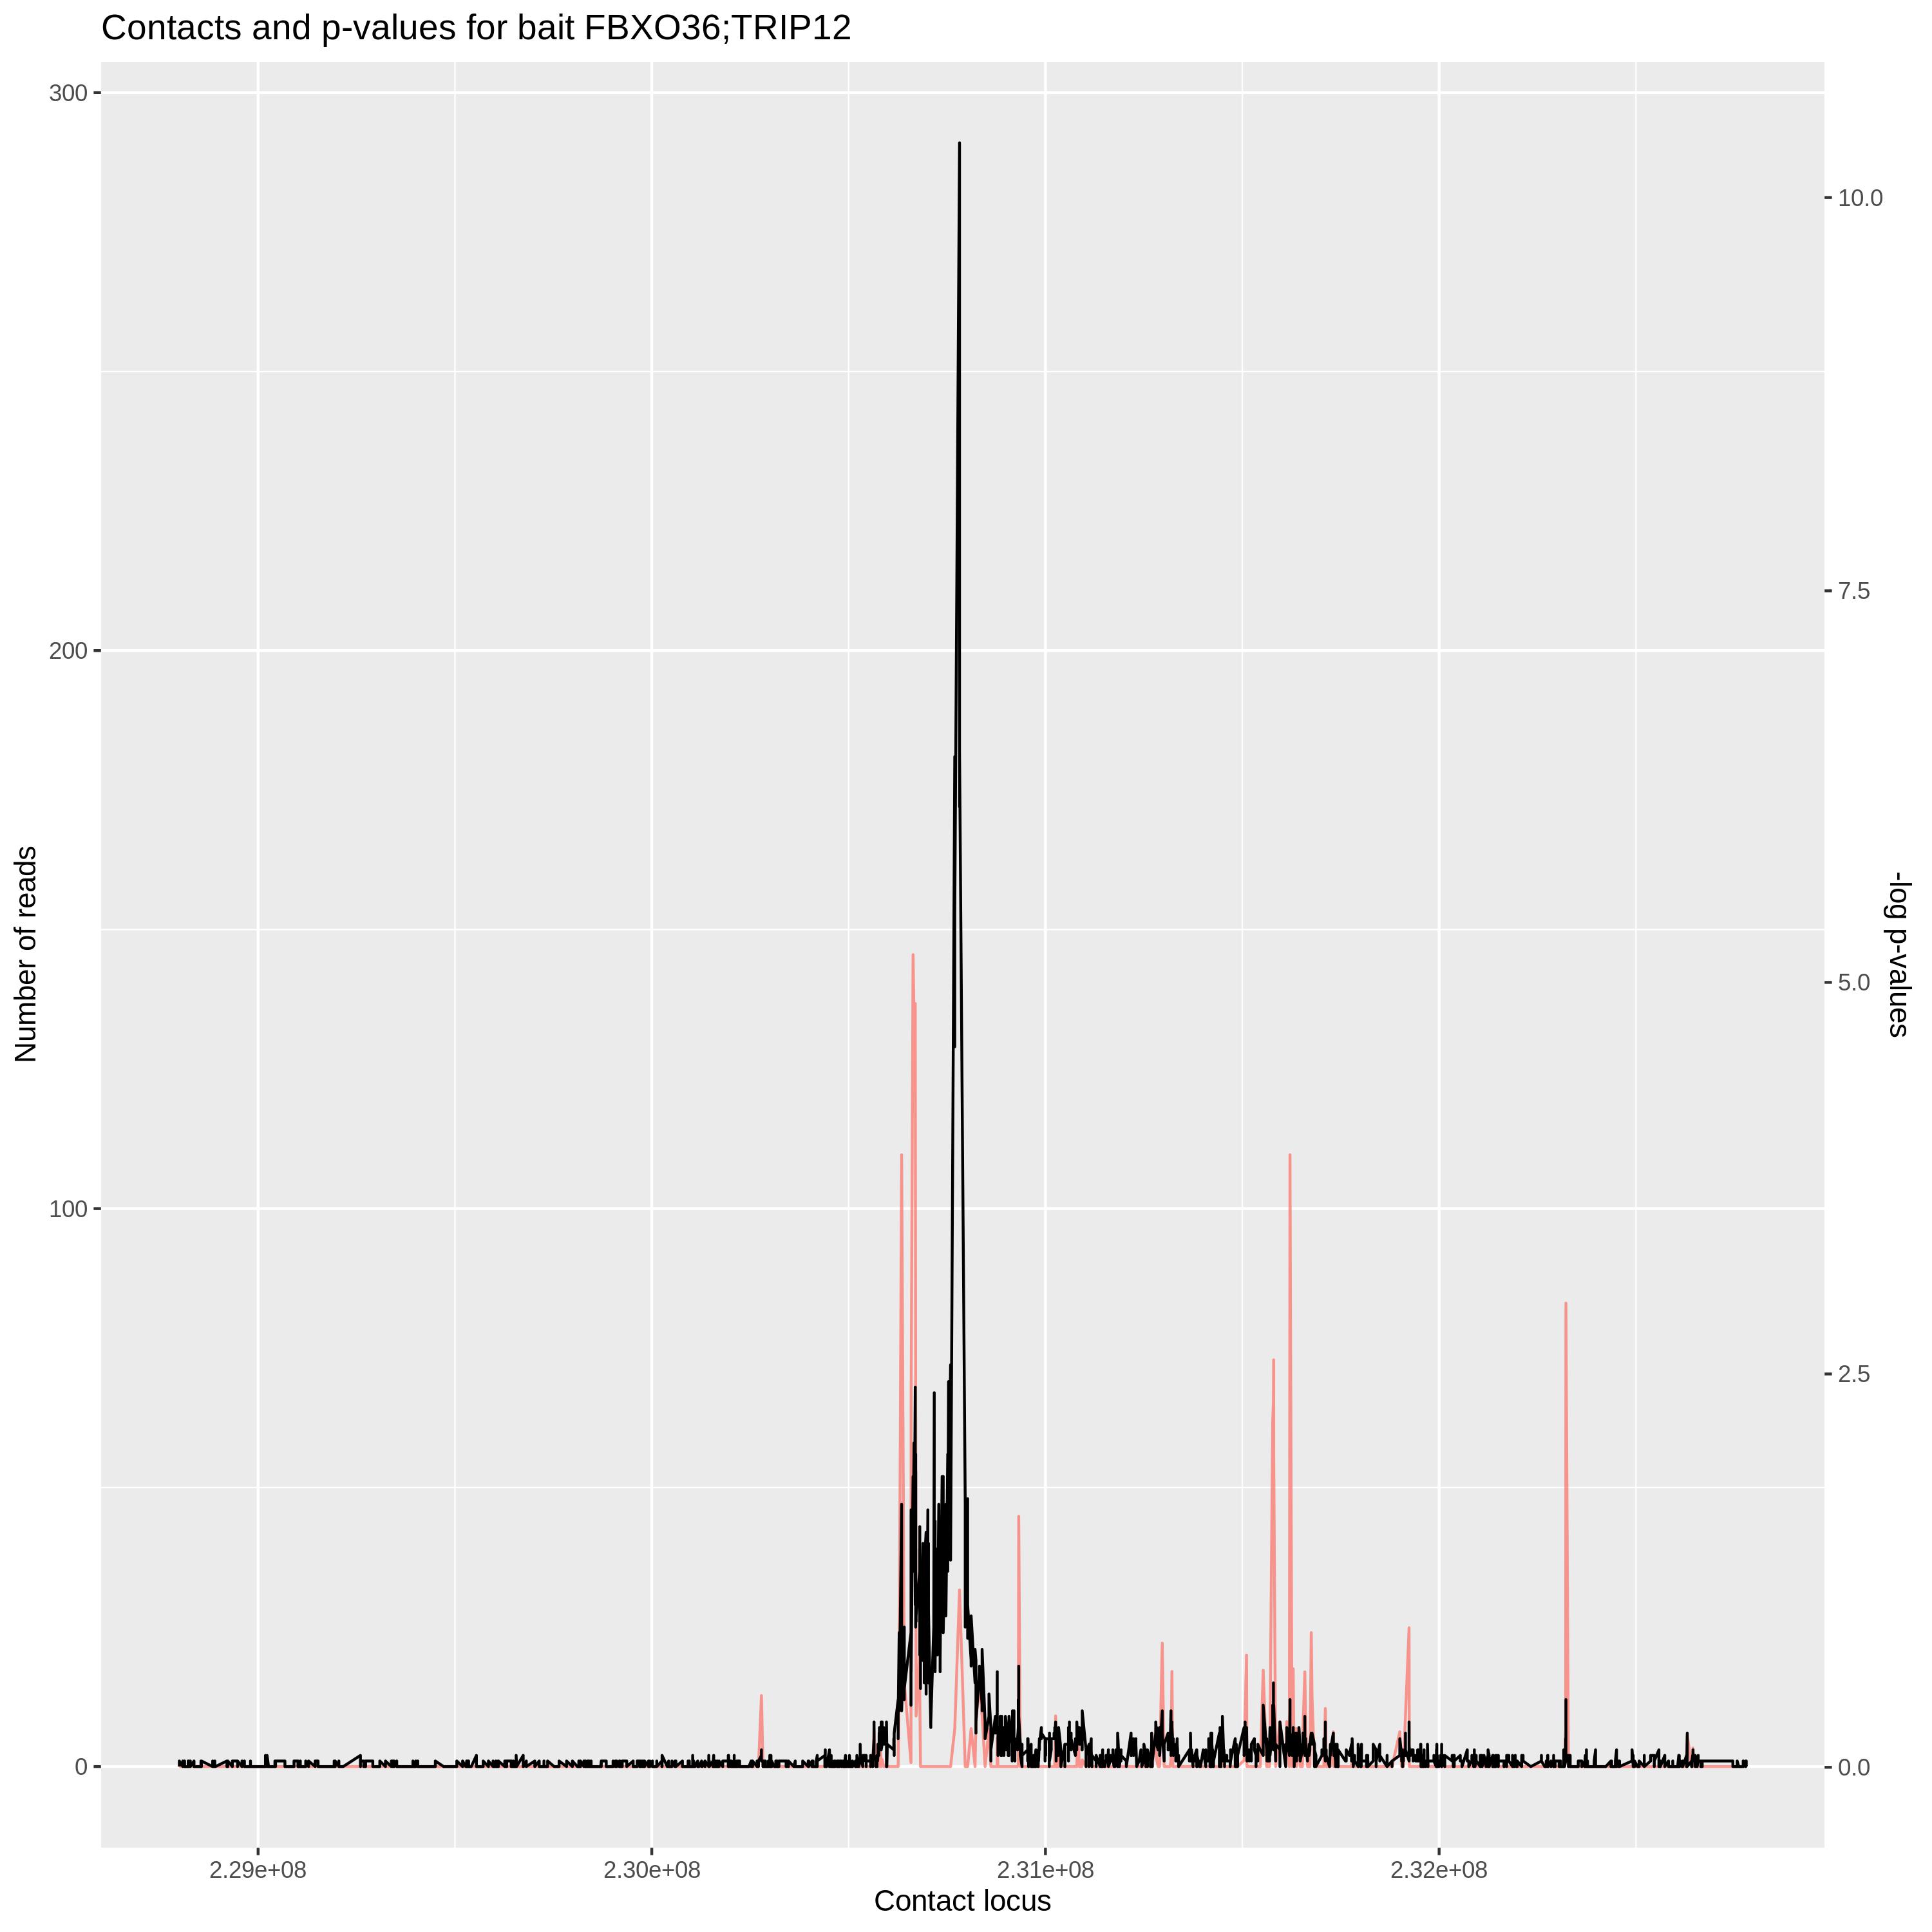 Contacts and p-values for bait FBXO36;TRIP12
300
200
100
0
Number of reads
10.0
7.5
5.0
2.5
0.0
-log p-values
2.29e+08
2.30e+08
2.31e+08
2.32e+08
Contact locus